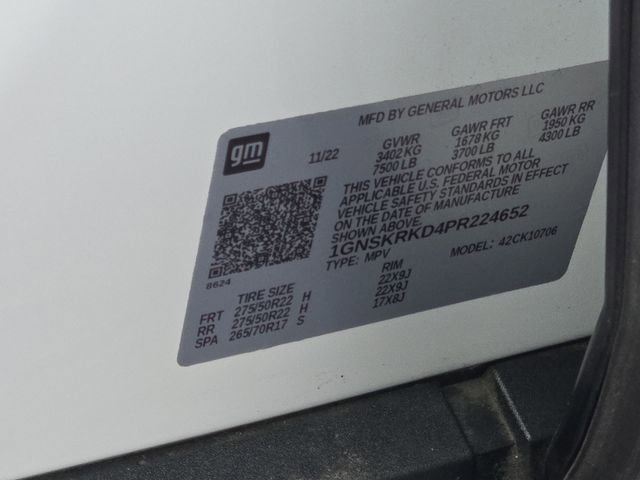 MFD BY GENERAL MOTORS LLC
gm
11/22
GVWR GAWR FRT GAWR RR
3402 KG 1678 KG 1950 KG
7500 LB 3700 LB 4300 LB
THIS VEHICLE CONFORMS TO ALL
APPLICABLE U.S. FEDERAL MOTOR
VEHICLE SAFETY STANDARDS IN EFFECT
ON THE DATE OF MANUFACTURE
SHOWN ABOVE.
1GNSKRKD4PR224652
TYPE: MPV MODEL: 42CK10706
8624
TIRE SIZE RIM
FRT 275/50R22 H 22X9J
RR 275/50R22 H 22X9J
SPA 265/70R17 S 17X8J